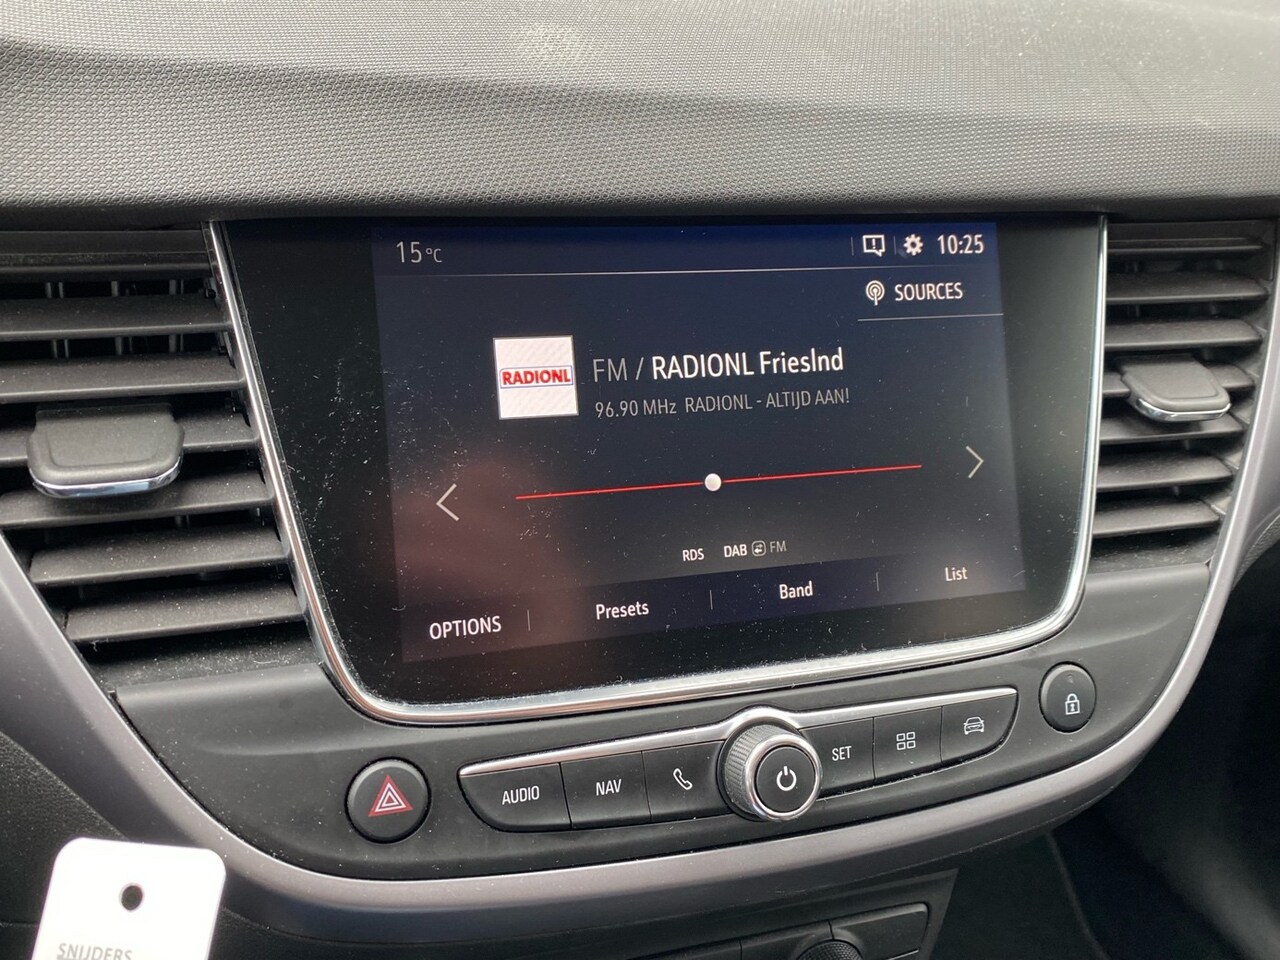 15°C
10:25
SOURCES
RADIONL
FM / RADIONL Frieslnd
96.90 MHz RADIONL - ALTIJD AAN!
RDS DAB FM
OPTIONS Presets Band List
AUDIO NAV SET
SNIJDERS